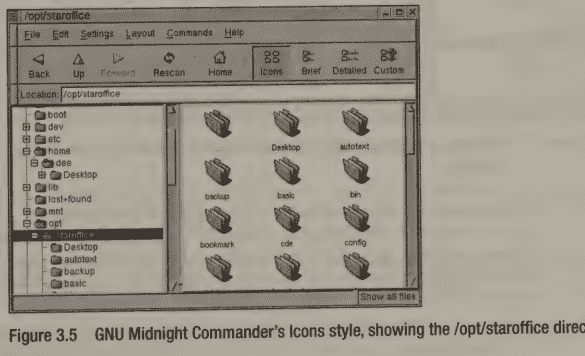 /opt/staroffice
File Edit Settings Layout Commands Help
Back Up Forward Rescan Home Icons Brief Detailed Custom
Location: /opt/staroffice
boot
dev
etc
home
dee
Desktop
lib
lost+found
mnt
opt
staroffice
Desktop
autotext
backup
basic
..
Desktop autotext
backup basic bin
bookmark cde config
Show all files
Figure 3.5 GNU Midnight Commander's Icons style, showing the /opt/staroffice direc